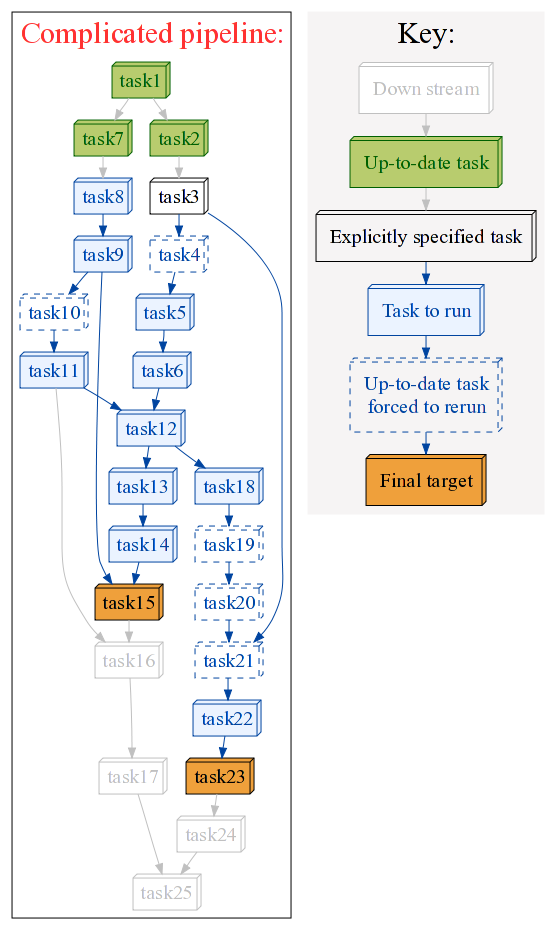 Complicated pipeline:
task1
task7
task2
task8
task3
task9
task4
task10
task5
task11
task6
task12
task13
task18
task14
task19
task15
task20
task16
task21
task22
task17
task23
task24
task25
Key:
Down stream
Up-to-date task
Explicitly specified task
Task to run
Up-to-date task
forced to rerun
Final target